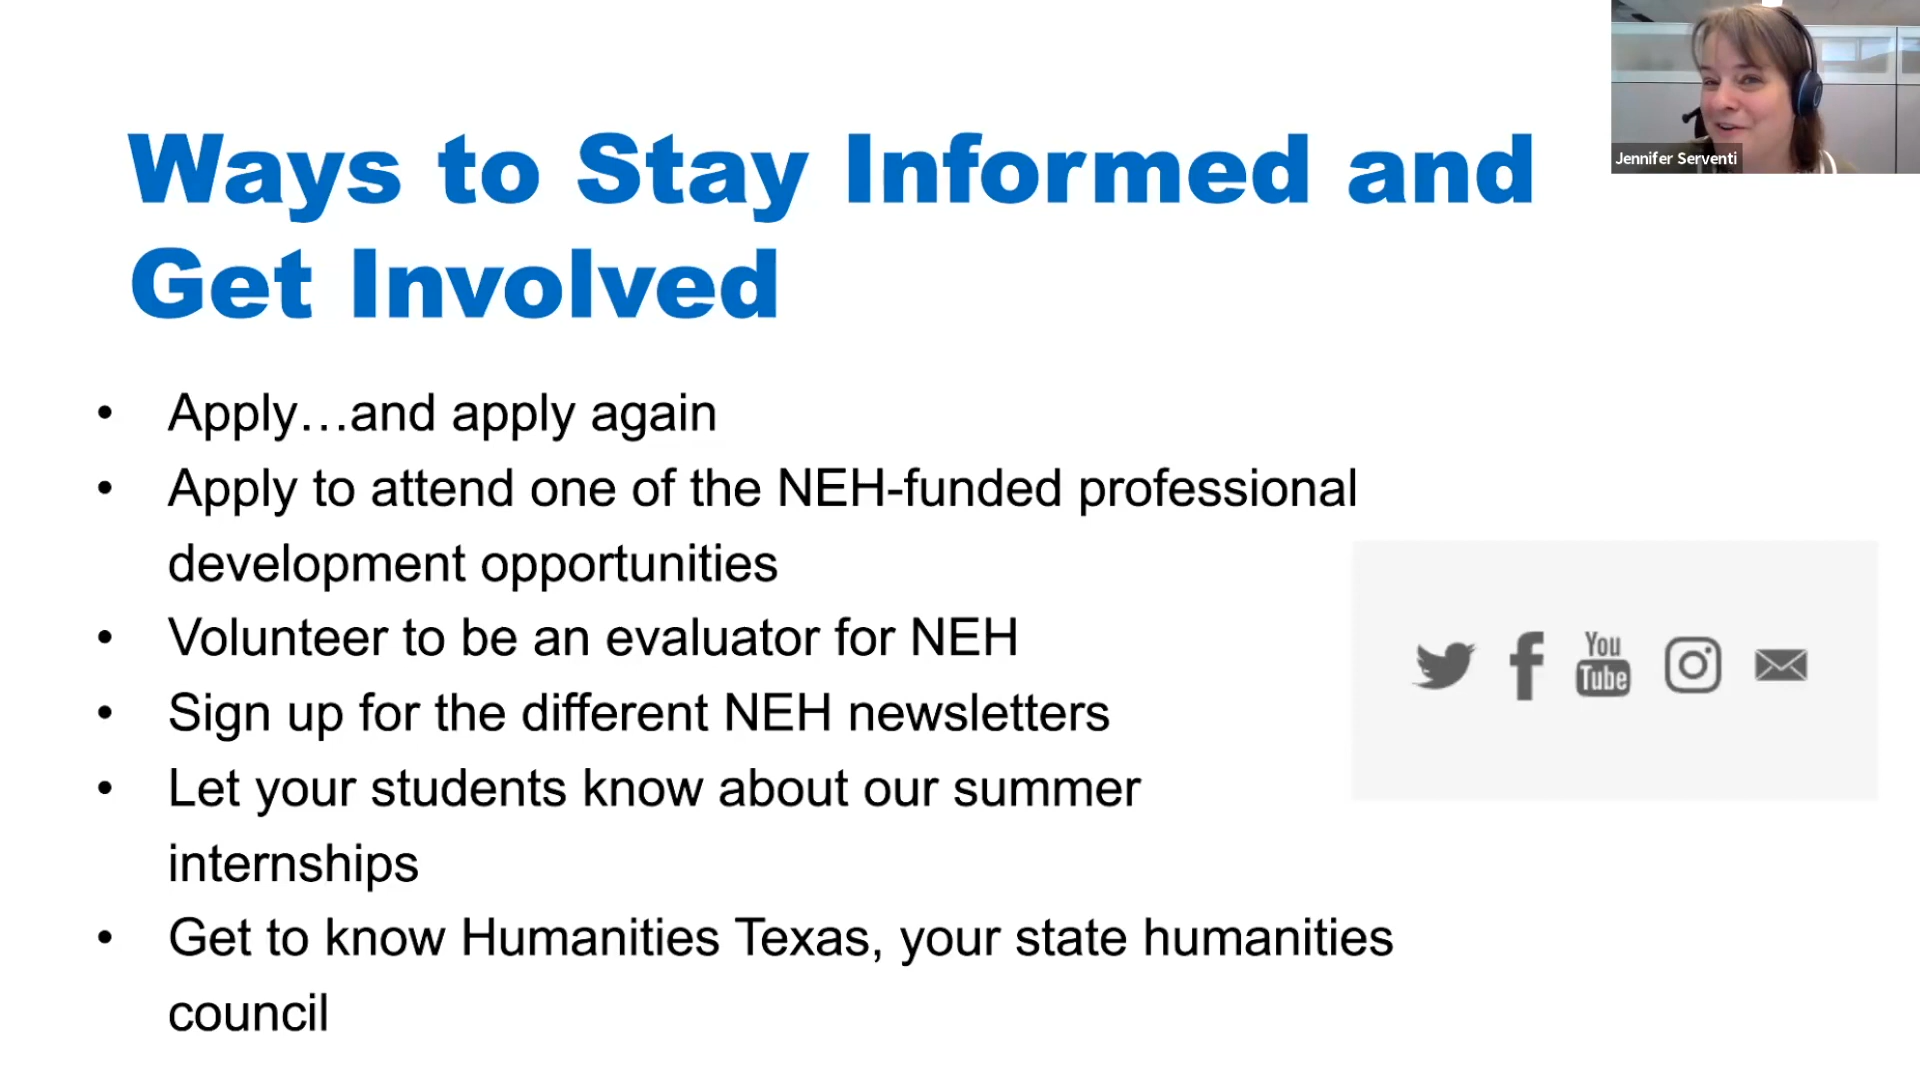 Jennifer Serventi
Ways to Stay Informed and
Get Involved
• Apply…and apply again
• Apply to attend one of the NEH-funded professional
development opportunities
• Volunteer to be an evaluator for NEH
• Sign up for the different NEH newsletters
• Let your students know about our summer
internships
• Get to know Humanities Texas, your state humanities
council
You
Tube